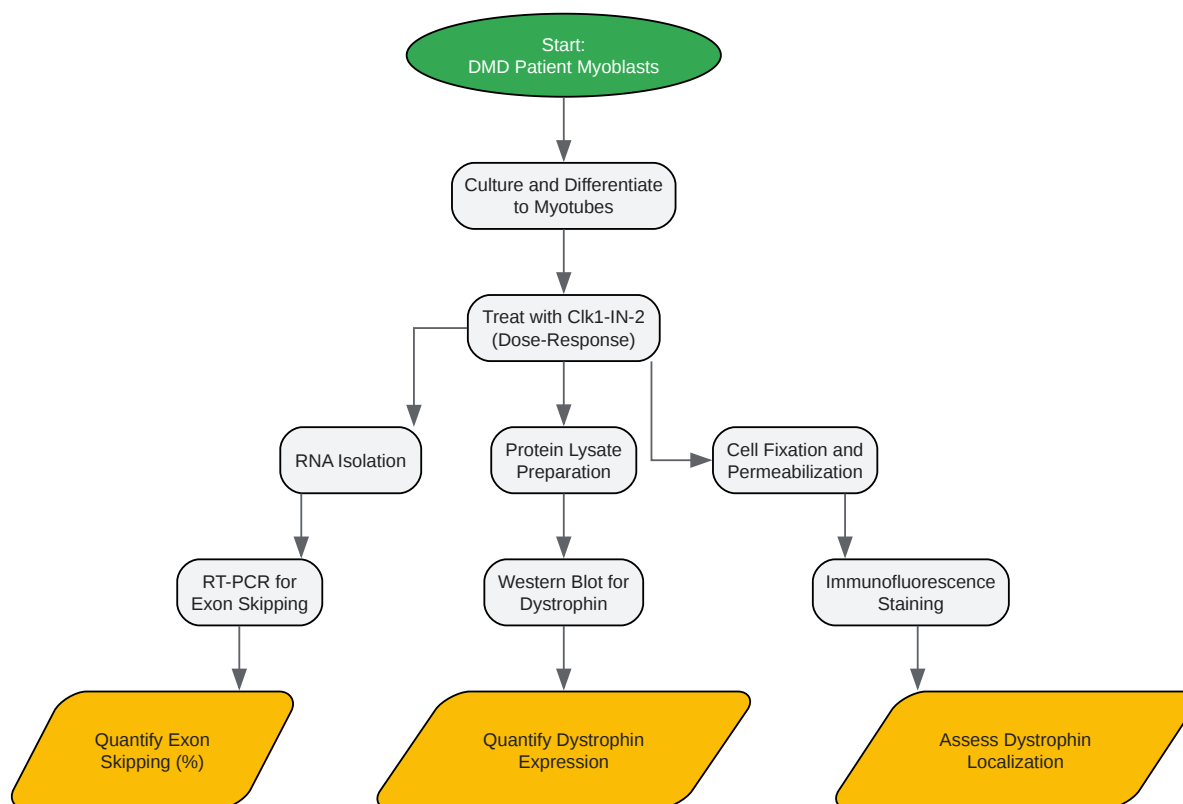 Start:
DMD Patient Myoblasts
Culture and Differentiate
to Myotubes
Treat with Clk1-IN-2
(Dose-Response)
RNA Isolation
Protein Lysate
Preparation
Cell Fixation and
Permeabilization
RT-PCR for
Exon Skipping
Western Blot for
Dystrophin
Immunofluorescence
Staining
Quantify Exon
Skipping (%)
Quantify Dystrophin
Expression
Assess Dystrophin
Localization